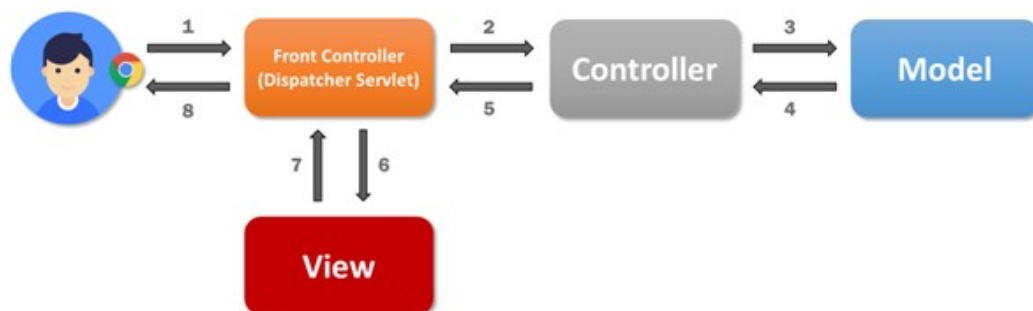 1
2
3
Front Controller
(Dispatcher Servlet)
Controller
Model
8
5
4
7
6
View